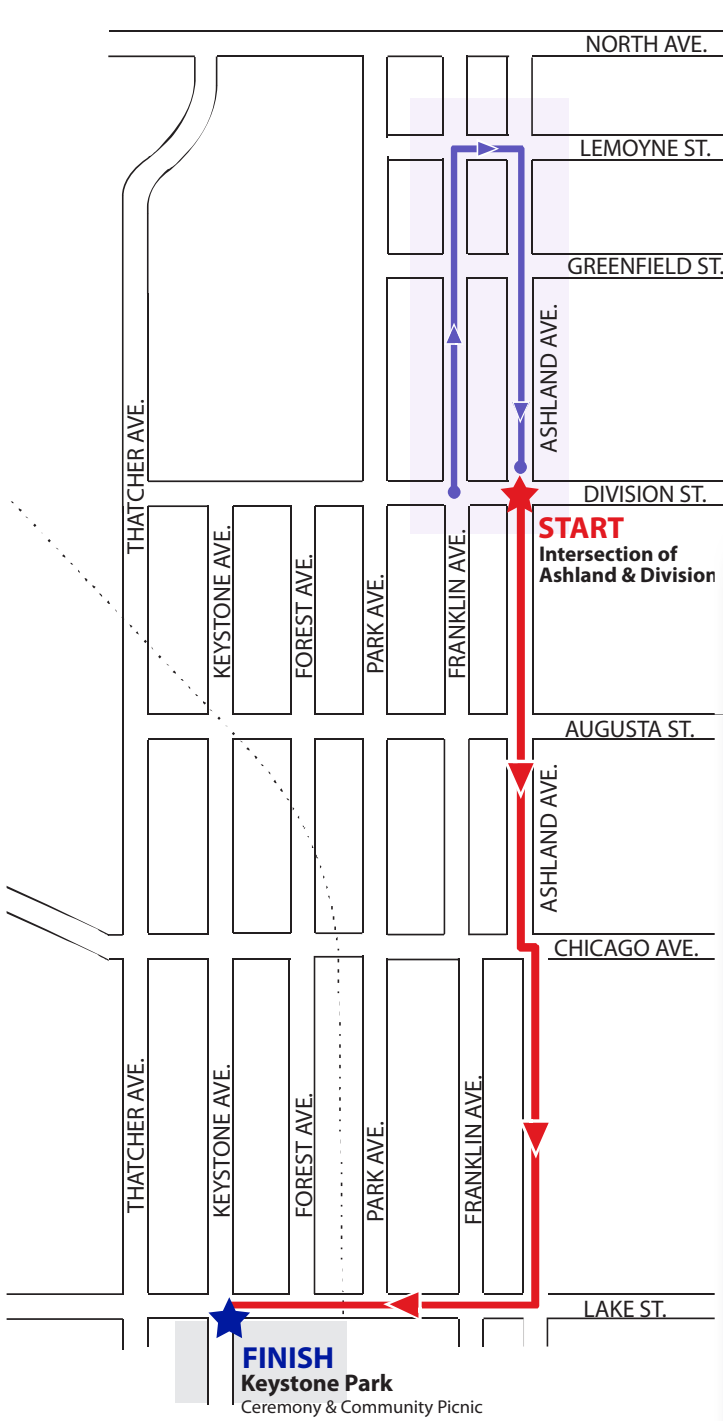 NORTH AVE.
LEMOYNE ST.
GREENFIELD ST.
ASHLAND AVE.
THATCHER AVE.
DIVISION ST.
START
Intersection of
Ashland & Division
KEYSTONE AVE.
FOREST AVE.
PARK AVE.
FRANKLIN AVE.
AUGUSTA ST.
ASHLAND AVE.
CHICAGO AVE.
THATCHER AVE.
KEYSTONE AVE.
FOREST AVE.
PARK AVE.
FRANKLIN AVE.
LAKE ST.
FINISH
Keystone Park
Ceremony & Community Picnic